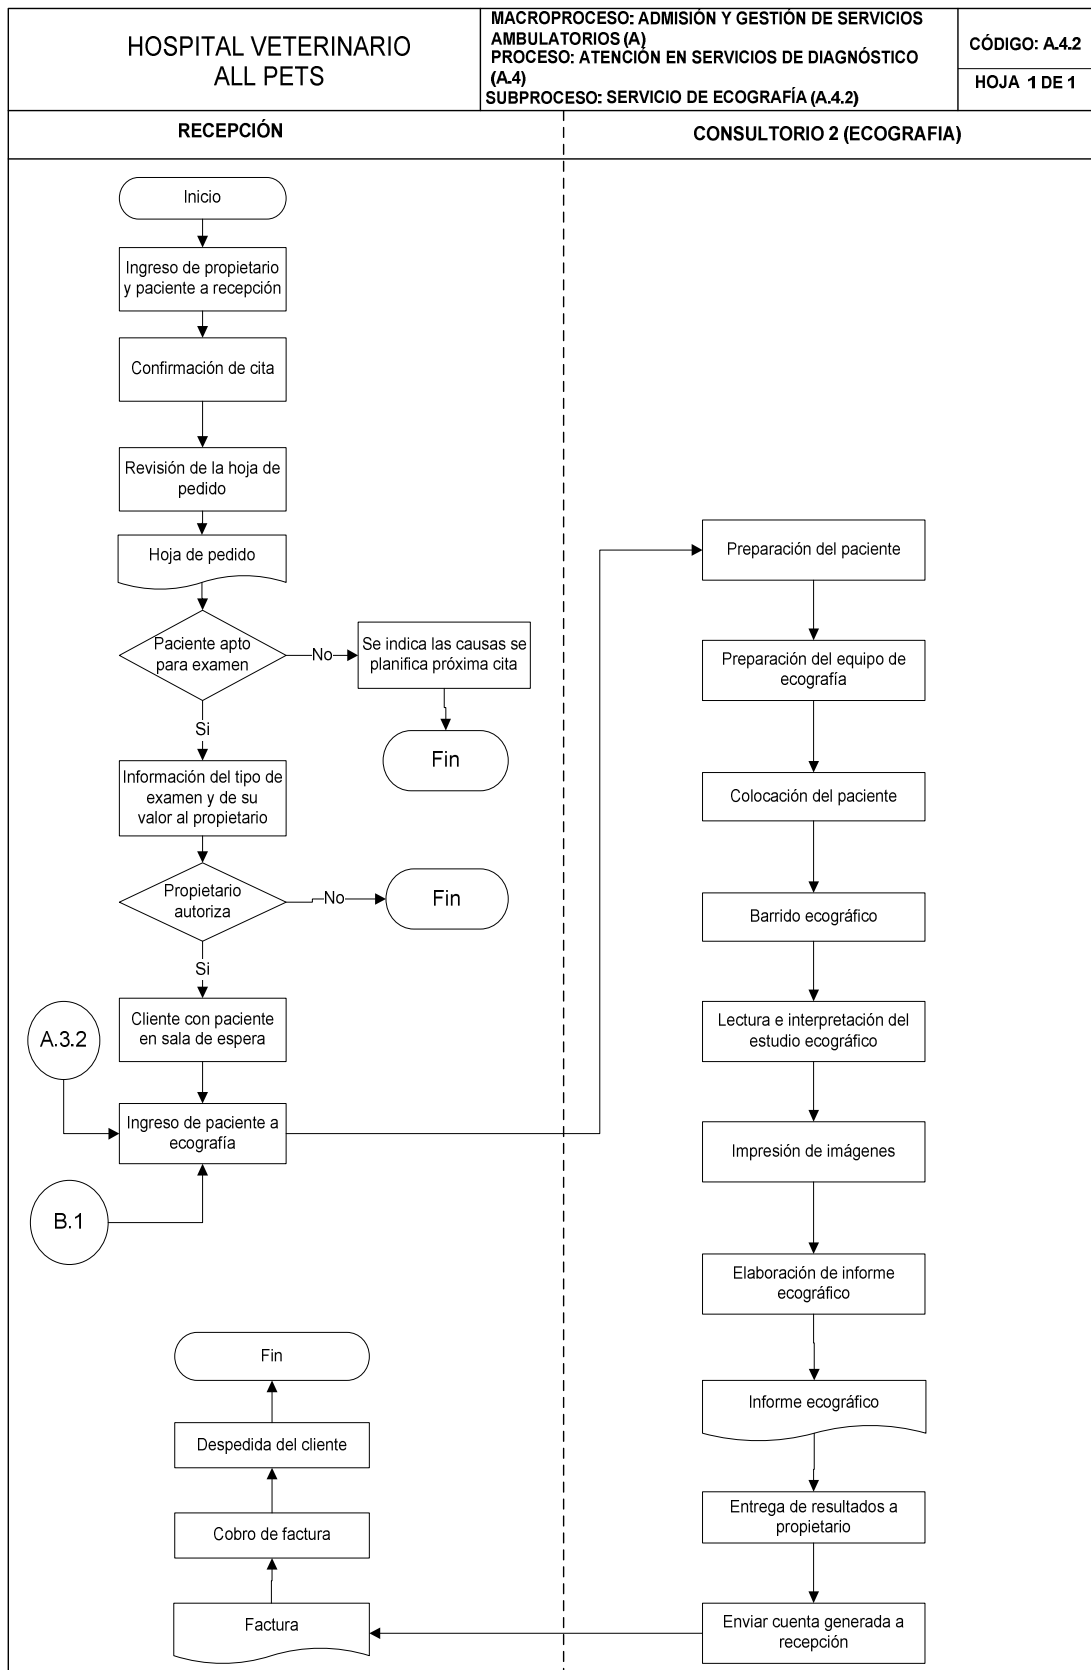 HOSPITAL VETERINARIO
ALL PETS
MACROPROCESO: ADMISIÓN Y GESTIÓN DE SERVICIOS
AMBULATORIOS (A)
PROCESO: ATENCIÓN EN SERVICIOS DE DIAGNÓSTICO
(A.4)
SUBPROCESO: SERVICIO DE ECOGRAFÍA (A.4.2)
CÓDIGO: A.4.2
HOJA 1 DE 1
RECEPCIÓN
CONSULTORIO 2 (ECOGRAFIA)
Inicio
Ingreso de propietario
y paciente a recepción
Confirmación de cita
Revisión de la hoja de
pedido
Hoja de pedido
Paciente apto
para examen
No
Se indica las causas se
planifica próxima cita
Fin
Si
Información del tipo de
examen y de su
valor al propietario
Propietario
autoriza
No
Fin
Si
Cliente con paciente
en sala de espera
A.3.2
Ingreso de paciente a
ecografía
B.1
Preparación del paciente
Preparación del equipo de
ecografía
Colocación del paciente
Barrido ecográfico
Lectura e interpretación del
estudio ecográfico
Impresión de imágenes
Elaboración de informe
ecográfico
Informe ecográfico
Entrega de resultados a
propietario
Enviar cuenta generada a
recepción
Factura
Cobro de factura
Despedida del cliente
Fin